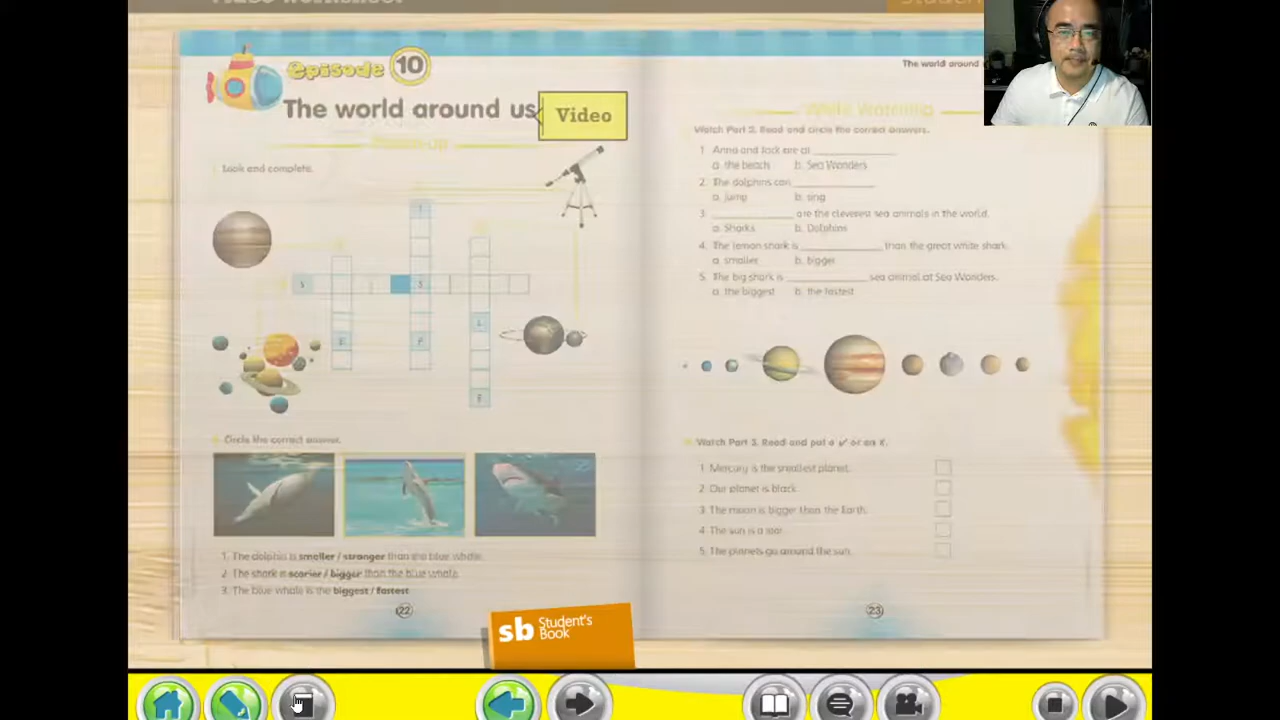 Episode 10
The world around us
Video
Look and complete.
Circle the correct answer.
1. The dolphin is smaller / stronger than the blue whale.
2. The shark is scarier / bigger than the blue whale.
3. The blue whale is the biggest / fastest
22
The world around
While Watching
Watch Part 2. Read and circle the correct answers.
1. Anna and Jack are at
a. the beach b. Sea Wonders
2. The dolphins can
a. jump b. sing
3. are the cleverest sea animals in the world.
a. Sharks b. Dolphins
4. The lemon shark is than the great white shark.
a. smaller b. bigger
5. The big shark is sea animal at Sea Wonders.
a. the biggest b. the fastest
Watch Part 3. Read and put a ✓ or an x.
1. Mercury is the smallest planet.
2. Our planet is black.
3. The moon is bigger than the Earth.
4. The sun is a star.
5. The planets go around the sun.
23
sb Student's
Book